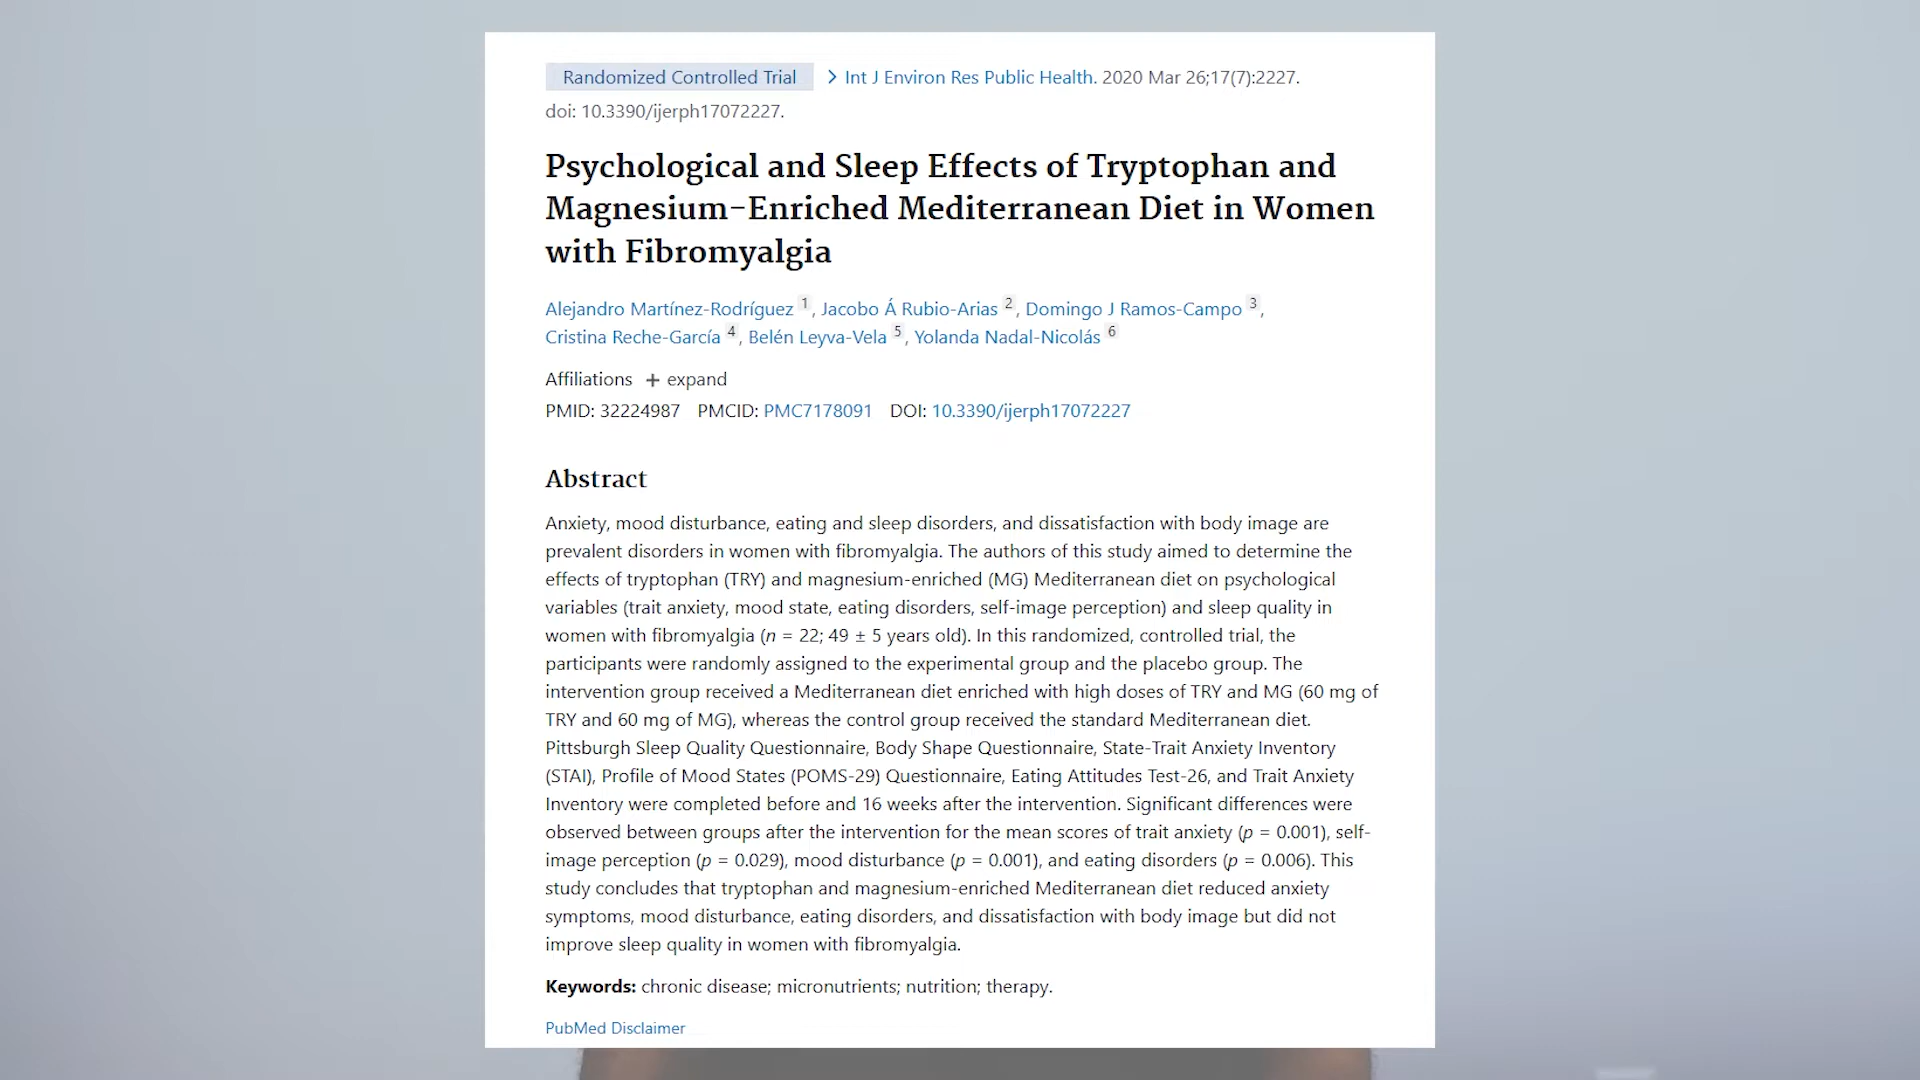 Randomized Controlled Trial > Int J Environ Res Public Health. 2020 Mar 26;17(7):2227.
doi: 10.3390/ijerph17072227.
Psychological and Sleep Effects of Tryptophan and
Magnesium-Enriched Mediterranean Diet in Women
with Fibromyalgia
Alejandro Martínez-Rodríguez 1, Jacobo Á Rubio-Arias 2, Domingo J Ramos-Campo 3,
Cristina Reche-García 4, Belén Leyva-Vela 5, Yolanda Nadal-Nicolás 6
Affiliations + expand
PMID: 32224987 PMCID: PMC7178091 DOI: 10.3390/ijerph17072227
Abstract
Anxiety, mood disturbance, eating and sleep disorders, and dissatisfaction with body image are
prevalent disorders in women with fibromyalgia. The authors of this study aimed to determine the
effects of tryptophan (TRY) and magnesium-enriched (MG) Mediterranean diet on psychological
variables (trait anxiety, mood state, eating disorders, self-image perception) and sleep quality in
women with fibromyalgia (n = 22; 49 ± 5 years old). In this randomized, controlled trial, the
participants were randomly assigned to the experimental group and the placebo group. The
intervention group received a Mediterranean diet enriched with high doses of TRY and MG (60 mg of
TRY and 60 mg of MG), whereas the control group received the standard Mediterranean diet.
Pittsburgh Sleep Quality Questionnaire, Body Shape Questionnaire, State-Trait Anxiety Inventory
(STAI), Profile of Mood States (POMS-29) Questionnaire, Eating Attitudes Test-26, and Trait Anxiety
Inventory were completed before and 16 weeks after the intervention. Significant differences were
observed between groups after the intervention for the mean scores of trait anxiety (p = 0.001), self-
image perception (p = 0.029), mood disturbance (p = 0.001), and eating disorders (p = 0.006). This
study concludes that tryptophan and magnesium-enriched Mediterranean diet reduced anxiety
symptoms, mood disturbance, eating disorders, and dissatisfaction with body image but did not
improve sleep quality in women with fibromyalgia.
Keywords: chronic disease; micronutrients; nutrition; therapy.
PubMed Disclaimer